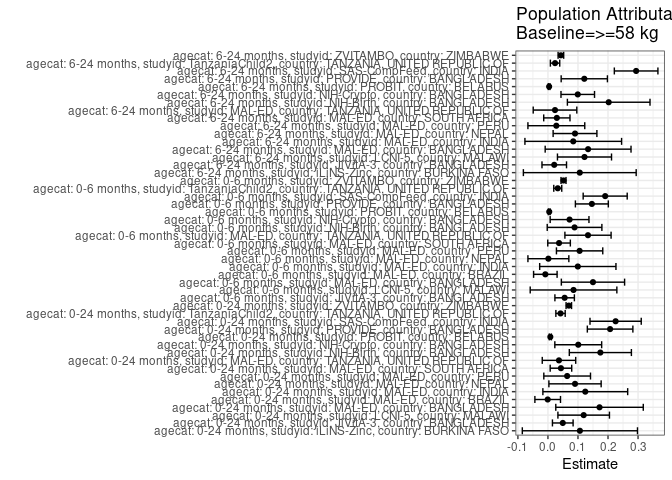 Population Attributa
Baseline=>=58 kg
agecat: 6-24 months, studyid: ZVITAMBO, country: ZIMBABWE
agecat: 6-24 months, studyid: TanzaniaChild2, country: TANZANIA, UNITED REPUBLIC OF
agecat: 6-24 months, studyid: SAS-CompFeed, country: INDIA
agecat: 6-24 months, studyid: PROVIDE, country: BANGLADESH
agecat: 6-24 months, studyid: PROBIT, country: BELARUS
agecat: 6-24 months, studyid: NIH-Crypto, country: BANGLADESH
agecat: 6-24 months, studyid: NIH-Birth, country: BANGLADESH
agecat: 6-24 months, studyid: MAL-ED, country: TANZANIA, UNITED REPUBLIC OF
agecat: 6-24 months, studyid: MAL-ED, country: SOUTH AFRICA
agecat: 6-24 months, studyid: MAL-ED, country: PERU
agecat: 6-24 months, studyid: MAL-ED, country: NEPAL
agecat: 6-24 months, studyid: MAL-ED, country: INDIA
agecat: 6-24 months, studyid: MAL-ED, country: BANGLADESH
agecat: 6-24 months, studyid: LCNI-5, country: MALAWI
agecat: 6-24 months, studyid: JiVitA-3, country: BANGLADESH
agecat: 6-24 months, studyid: iLiNS-Zinc, country: BURKINA FASO
agecat: 0-6 months, studyid: ZVITAMBO, country: ZIMBABWE
agecat: 0-6 months, studyid: TanzaniaChild2, country: TANZANIA, UNITED REPUBLIC OF
agecat: 0-6 months, studyid: SAS-CompFeed, country: INDIA
agecat: 0-6 months, studyid: PROVIDE, country: BANGLADESH
agecat: 0-6 months, studyid: PROBIT, country: BELARUS
agecat: 0-6 months, studyid: NIH-Crypto, country: BANGLADESH
agecat: 0-6 months, studyid: NIH-Birth, country: BANGLADESH
agecat: 0-6 months, studyid: MAL-ED, country: TANZANIA, UNITED REPUBLIC OF
agecat: 0-6 months, studyid: MAL-ED, country: SOUTH AFRICA
agecat: 0-6 months, studyid: MAL-ED, country: PERU
agecat: 0-6 months, studyid: MAL-ED, country: NEPAL
agecat: 0-6 months, studyid: MAL-ED, country: INDIA
agecat: 0-6 months, studyid: MAL-ED, country: BRAZIL
agecat: 0-6 months, studyid: MAL-ED, country: BANGLADESH
agecat: 0-6 months, studyid: LCNI-5, country: MALAWI
agecat: 0-6 months, studyid: JiVitA-3, country: BANGLADESH
agecat: 0-24 months, studyid: ZVITAMBO, country: ZIMBABWE
agecat: 0-24 months, studyid: TanzaniaChild2, country: TANZANIA, UNITED REPUBLIC OF
agecat: 0-24 months, studyid: SAS-CompFeed, country: INDIA
agecat: 0-24 months, studyid: PROVIDE, country: BANGLADESH
agecat: 0-24 months, studyid: PROBIT, country: BELARUS
agecat: 0-24 months, studyid: NIH-Crypto, country: BANGLADESH
agecat: 0-24 months, studyid: NIH-Birth, country: BANGLADESH
agecat: 0-24 months, studyid: MAL-ED, country: TANZANIA, UNITED REPUBLIC OF
agecat: 0-24 months, studyid: MAL-ED, country: SOUTH AFRICA
agecat: 0-24 months, studyid: MAL-ED, country: PERU
agecat: 0-24 months, studyid: MAL-ED, country: NEPAL
agecat: 0-24 months, studyid: MAL-ED, country: INDIA
agecat: 0-24 months, studyid: MAL-ED, country: BRAZIL
agecat: 0-24 months, studyid: MAL-ED, country: BANGLADESH
agecat: 0-24 months, studyid: LCNI-5, country: MALAWI
agecat: 0-24 months, studyid: JiVitA-3, country: BANGLADESH
agecat: 0-24 months, studyid: iLiNS-Zinc, country: BURKINA FASO
-0.1 0.0 0.1 0.2 0.3
Estimate